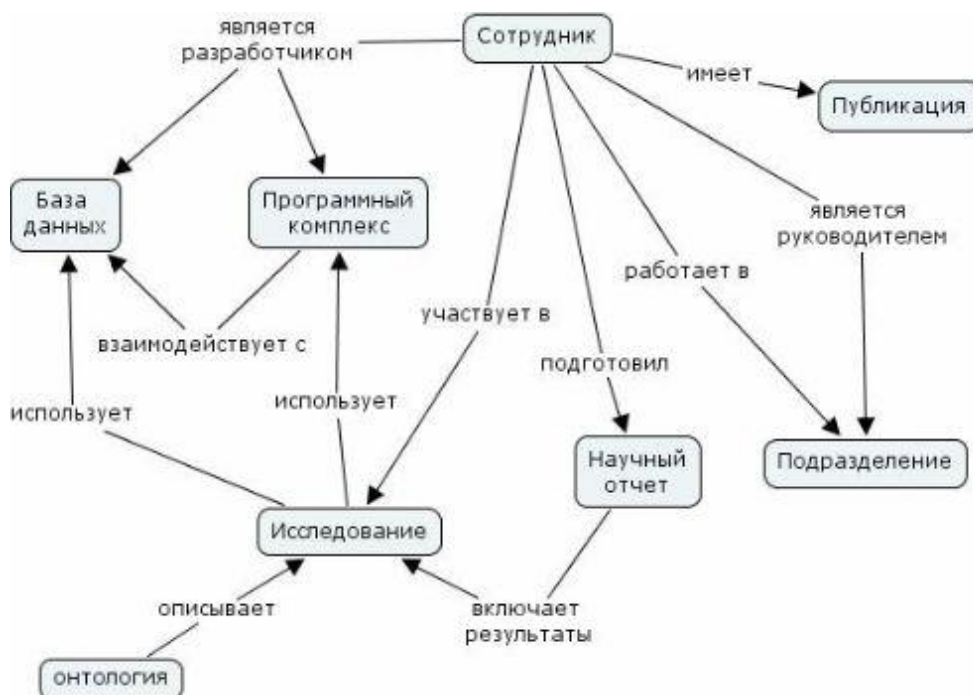 является
разработчиком
Сотрудник
имеет
Публикация
База
данных
Программный
комплекс
является
руководителем
работает в
участвует в
взаимодействует с
подготовил
использует
использует
Научный
отчет
Подразделение
Исследование
описывает
включает
результаты
онтология